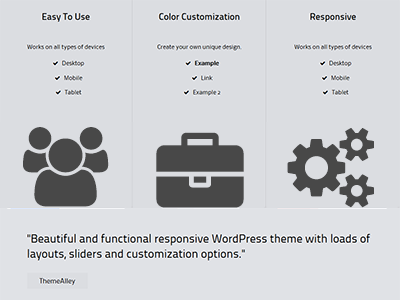 Easy To Use
Works on all types of devices
Desktop
Mobile
Tablet
Color Customization
Create your own unique design.
Example
Link
Example 2
Responsive
Works on all types of devices
Desktop
Mobile
Tablet
"Beautiful and functional responsive WordPress theme with loads of
layouts, sliders and customization options."
ThemeAlley